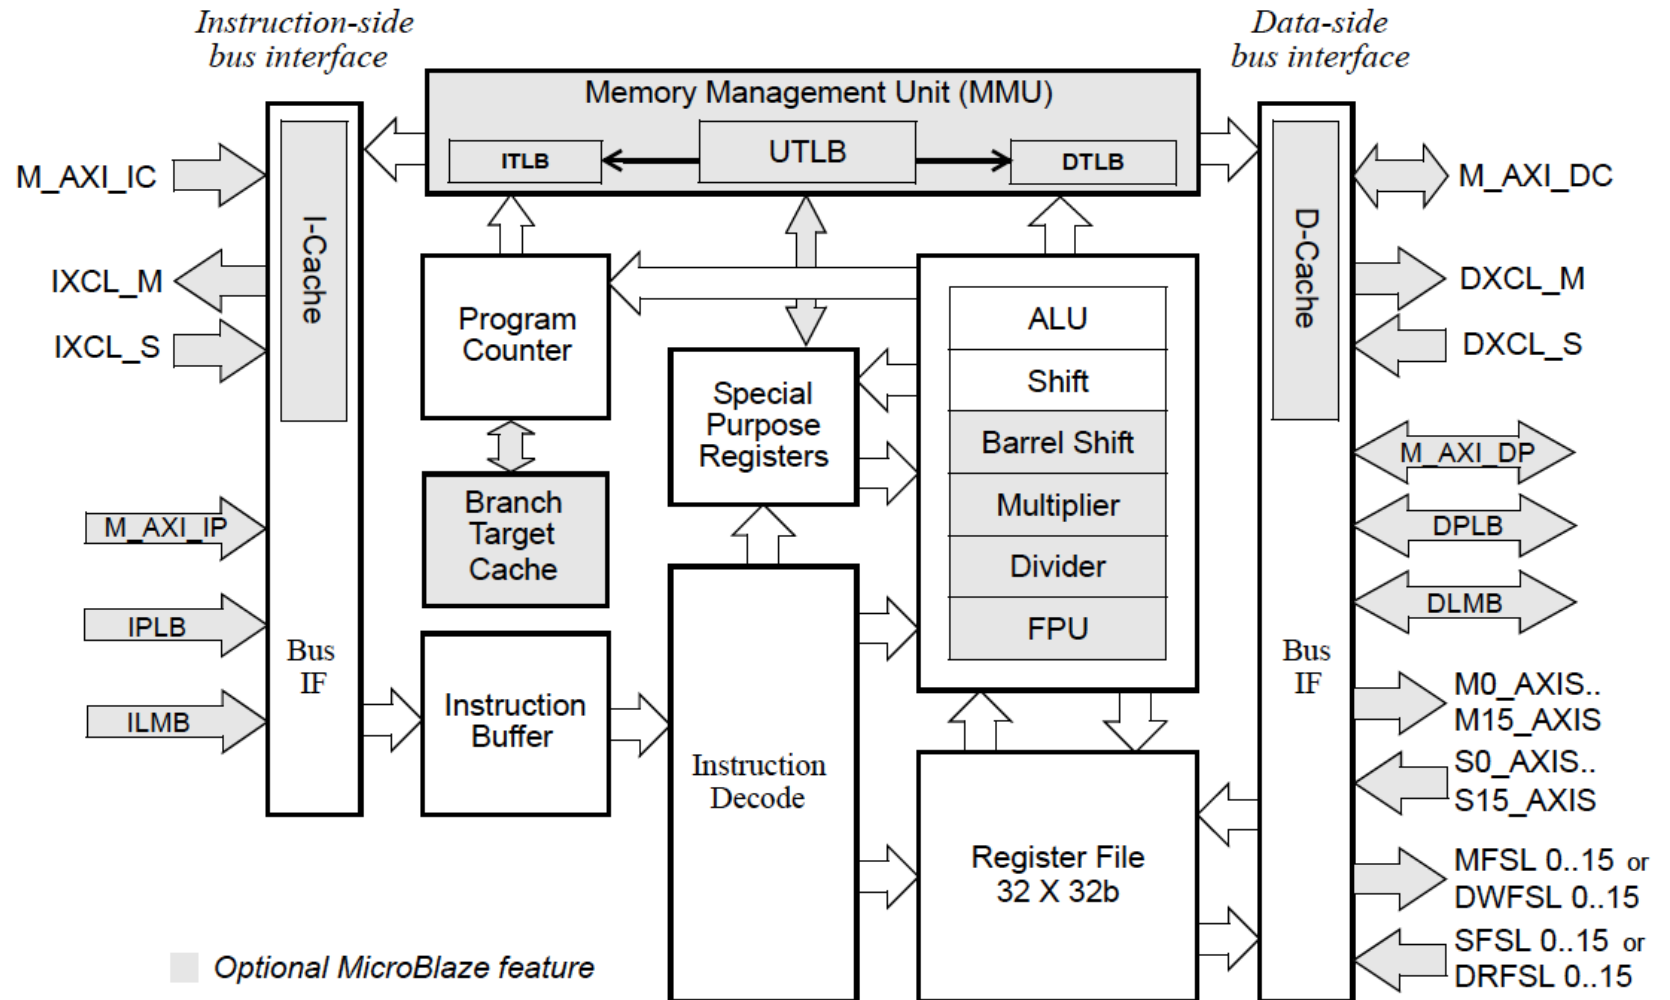 Instruction-side
bus interface
Data-side
bus interface
Memory Management Unit (MMU)
ITLB
UTLB
DTLB
M_AXI_IC
IXCL_M
IXCL_S
M_AXI_IP
IPLB
ILMB
I-Cache
Bus
IF
Program
Counter
Branch
Target
Cache
Instruction
Buffer
Special
Purpose
Registers
Instruction
Decode
ALU
Shift
Barrel Shift
Multiplier
Divider
FPU
Register File
32 X 32b
D-Cache
Bus
IF
M_AXI_DC
DXCL_M
DXCL_S
M_AXI_DP
DPLB
DLMB
M0_AXIS..
M15_AXIS
S0_AXIS..
S15_AXIS
MFSL 0..15 or
DWFSL 0..15
SFSL 0..15 or
DRFSL 0..15
Optional MicroBlaze feature